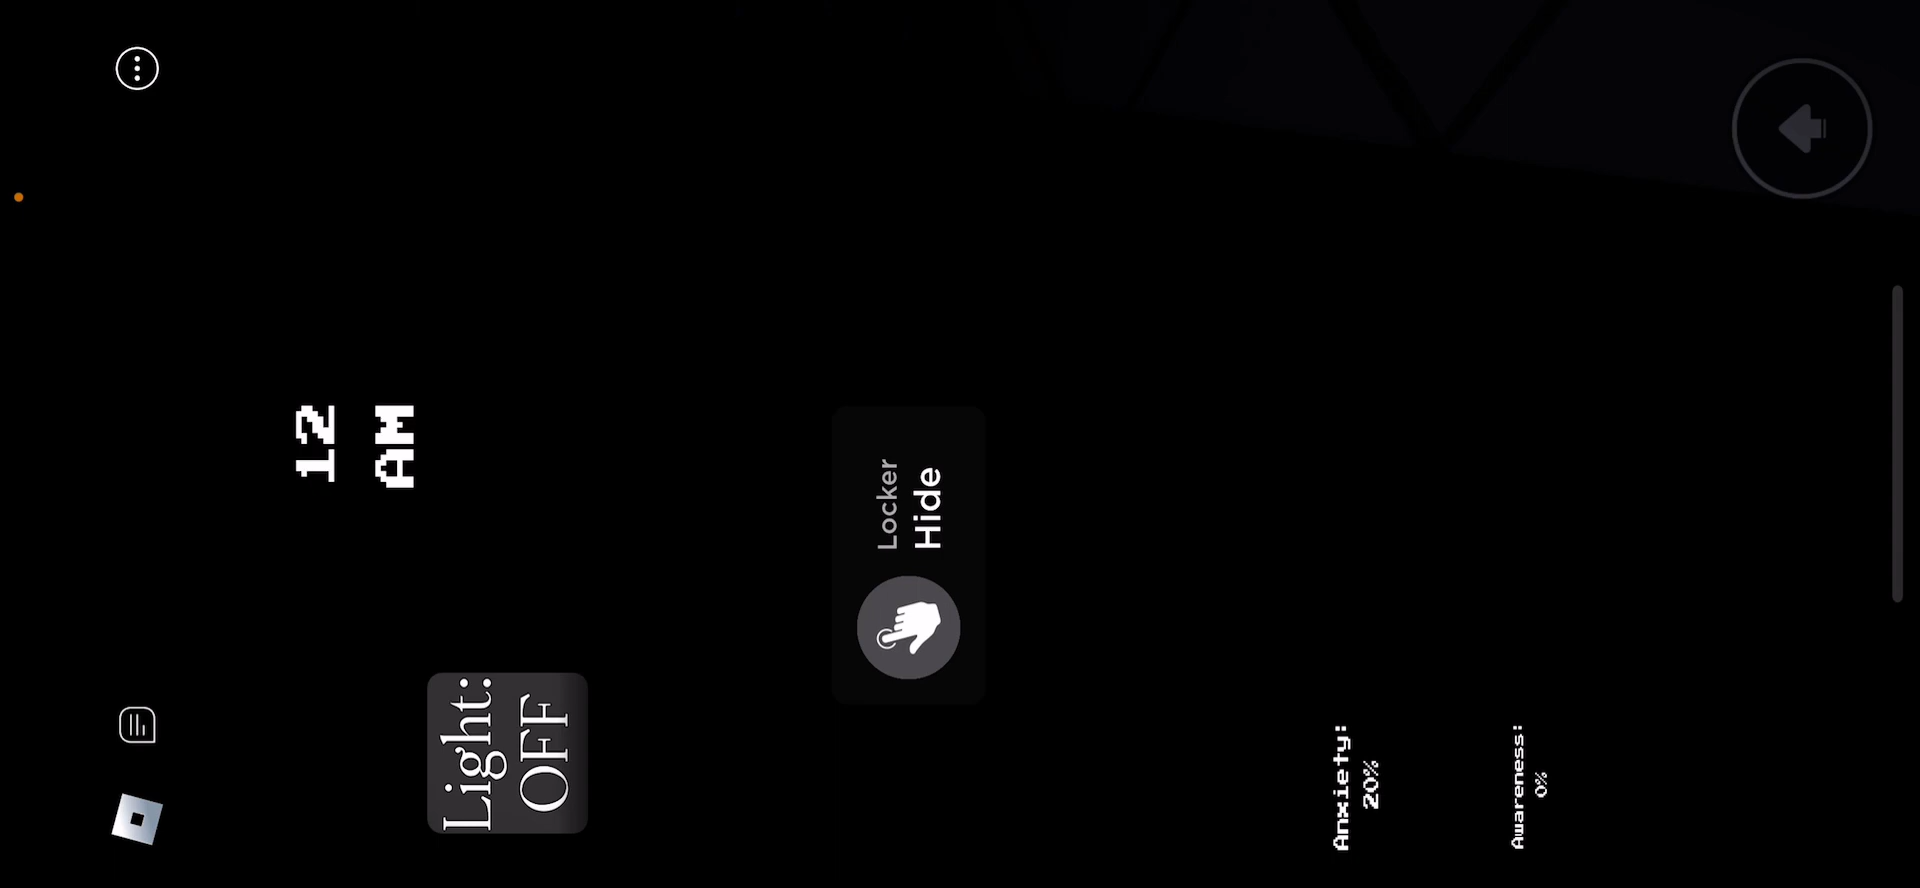 12
AM
Light:
OFF
Locker
Hide
Anxiety:
20%
Awareness:
0%